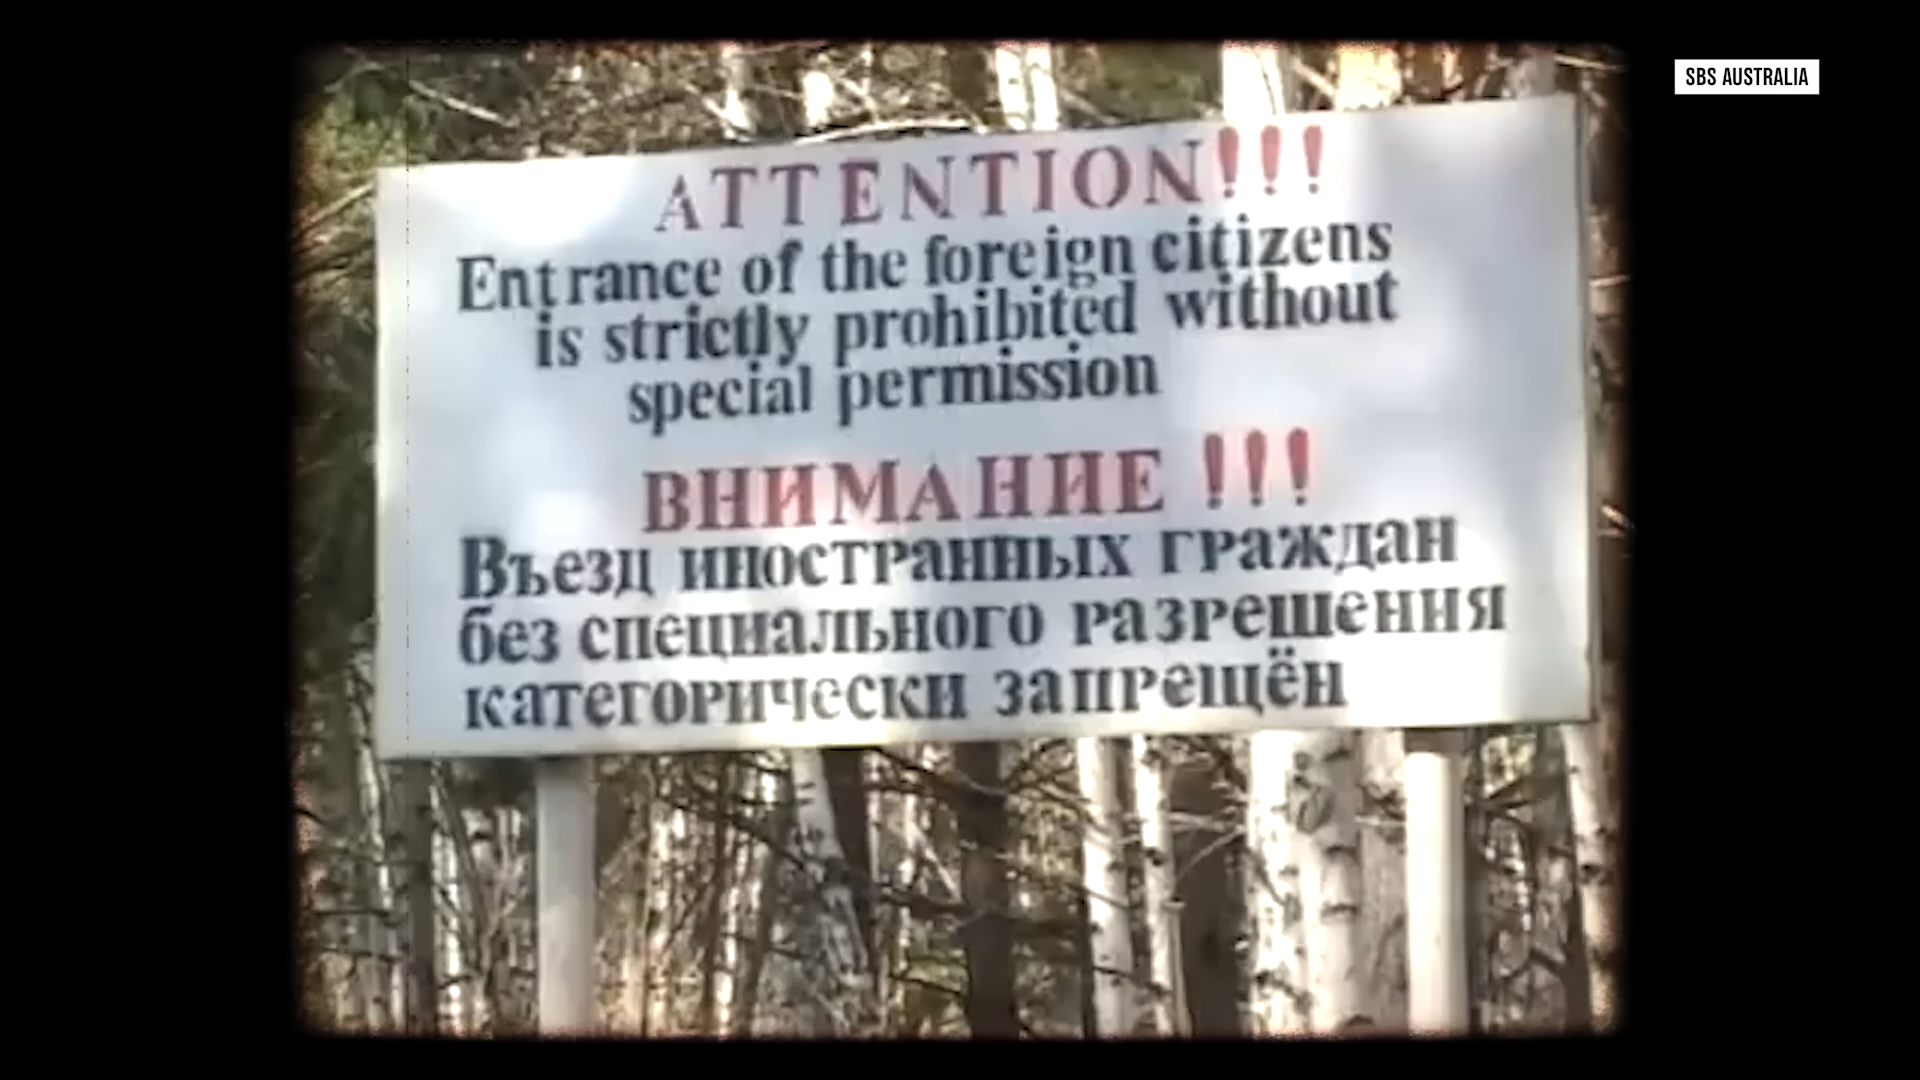 SBS AUSTRALIA
ATTENTION!!!
Entrance of the foreign citizens
is strictly prohibited without
special permission
ВНИМАНИЕ !!!
Въезд иностранных граждан
без специального разрешения
категорически запрещён